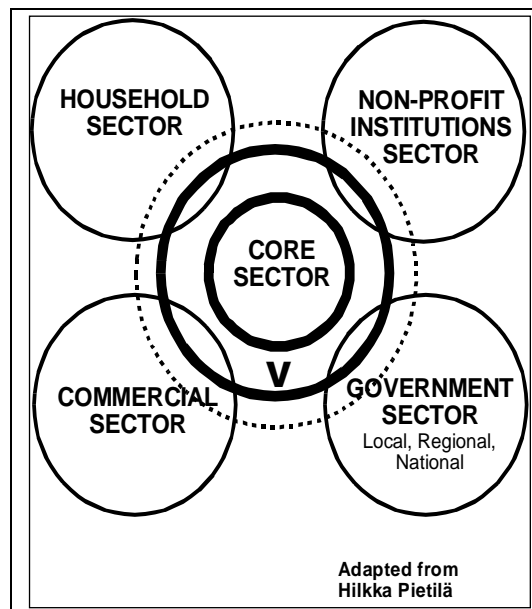 HOUSEHOLD
SECTOR
NON-PROFIT
INSTITUTIONS
SECTOR
CORE
SECTOR
V
COMMERCIAL
SECTOR
GOVERNMENT
SECTOR
Local, Regional,
National
Adapted from
Hilkka Pietilä